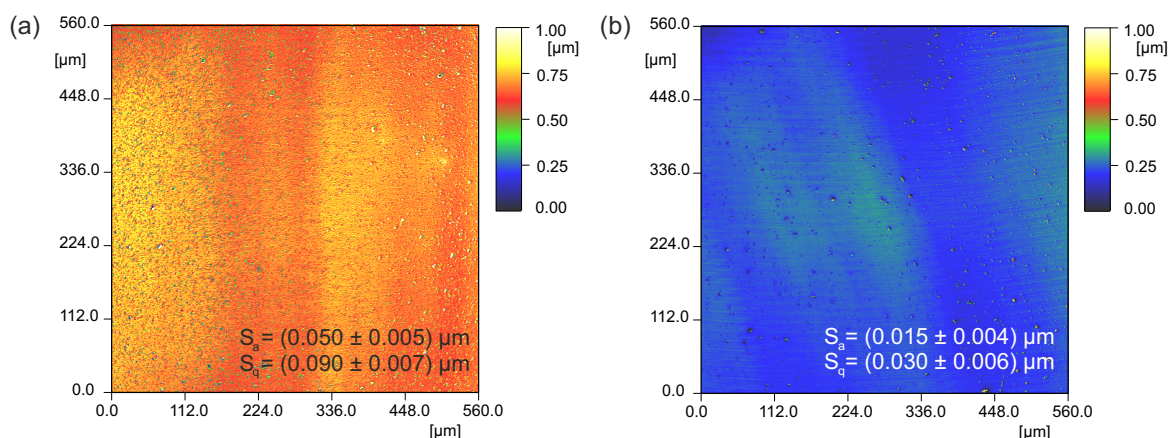 (a)
560.0
[µm]
448.0
336.0
224.0
112.0
0.0
0.0 112.0 224.0 336.0 448.0 560.0
[µm]
Sa= (0.050 ± 0.005) µm
Sq= (0.090 ± 0.007) µm
1.00
[µm]
0.75
0.50
0.25
0.00
(b)
560.0
[µm]
448.0
336.0
224.0
112.0
0.0
0.0 112.0 224.0 336.0 448.0 560.0
[µm]
Sa= (0.015 ± 0.004) µm
Sq= (0.030 ± 0.006) µm
1.00
[µm]
0.75
0.50
0.25
0.00